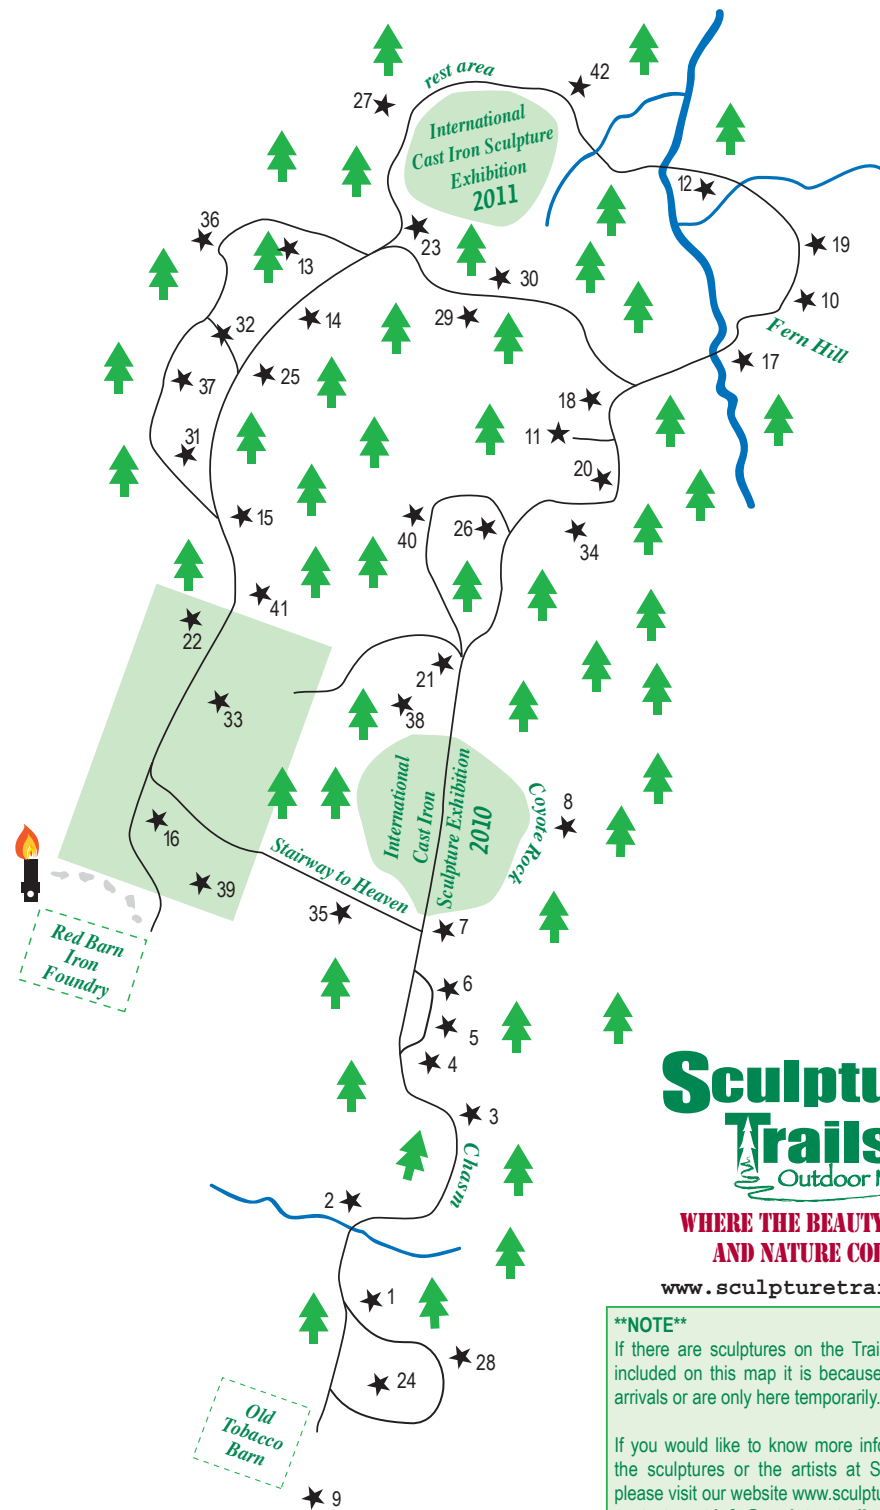 rest area
42
27
International
Cast Iron Sculpture
Exhibition
2011
12
36
23
19
13
30
10
14
29
32
Fern Hill
17
25
37
18
31
11
20
15
40
26
34
41
22
21
38
33
International
Cast Iron
Sculpture Exhibition
2010
Coyote Rock
8
16
Stairway to Heaven
39
35
7
Red Barn
Iron
Foundry
6
5
4
3
Chasm
2
1
28
24
Old
Tobacco
Barn
9
Sculptu
Trails
Outdoor M
WHERE THE BEAUTY
AND NATURE COL
www.sculpturetrai
**NOTE**
If there are sculptures on the Trai
included on this map it is because
arrivals or are only here temporarily.
If you would like to know more info
the sculptures or the artists at S
please visit our website www.sculptu